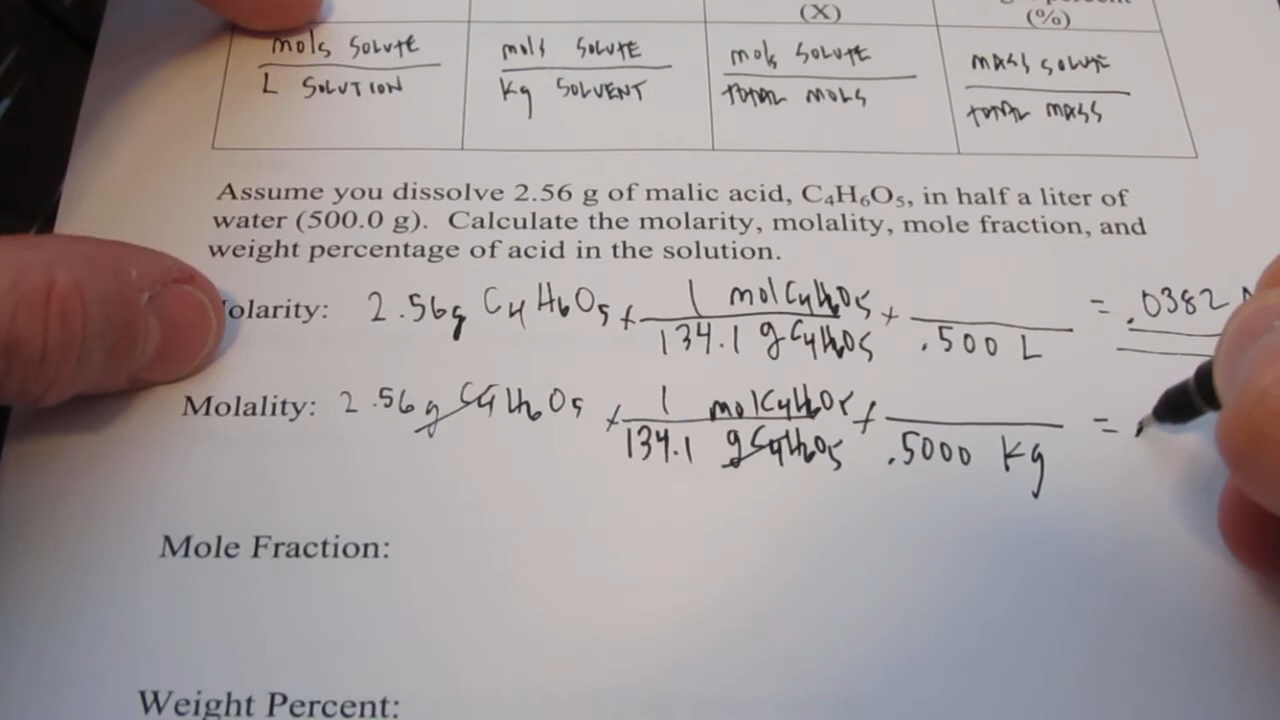 (X) (%)
mols SOLUTE mols SOLUTE mols SOLUTE MASS SOLUTE
L SOLUTION Kg SOLVENT TOTAL MOLS TOTAL MASS
Assume you dissolve 2.56 g of malic acid, C₄H₆O₅, in half a liter of
water (500.0 g). Calculate the molarity, molality, mole fraction, and
weight percentage of acid in the solution.
olarity: 2.56g C₄H₆O₅ x 1 mol C₄H₆O₅ x = .0382
134.1 g C₄H₆O₅ .500 L
Molality: 2.56 g C₄H₆O₅ x 1 mol C₄H₆O₅ x =
134.1 g C₄H₆O₅ .5000 Kg
Mole Fraction:
Weight Percent: